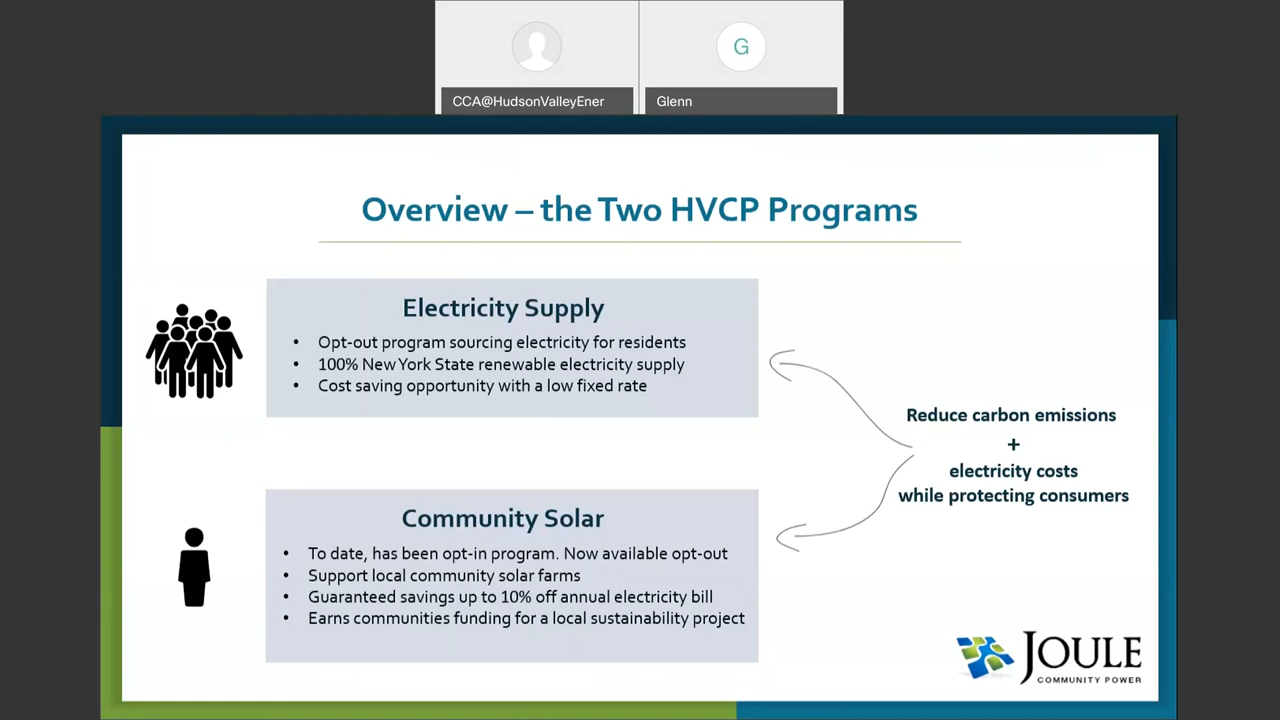 CCA@HudsonValleyEner
G
Glenn
Overview – the Two HVCP Programs
Electricity Supply
• Opt-out program sourcing electricity for residents
• 100% New York State renewable electricity supply
• Cost saving opportunity with a low fixed rate
Reduce carbon emissions
+
electricity costs
while protecting consumers
Community Solar
• To date, has been opt-in program. Now available opt-out
• Support local community solar farms
• Guaranteed savings up to 10% off annual electricity bill
• Earns communities funding for a local sustainability project
JOULE
COMMUNITY POWER